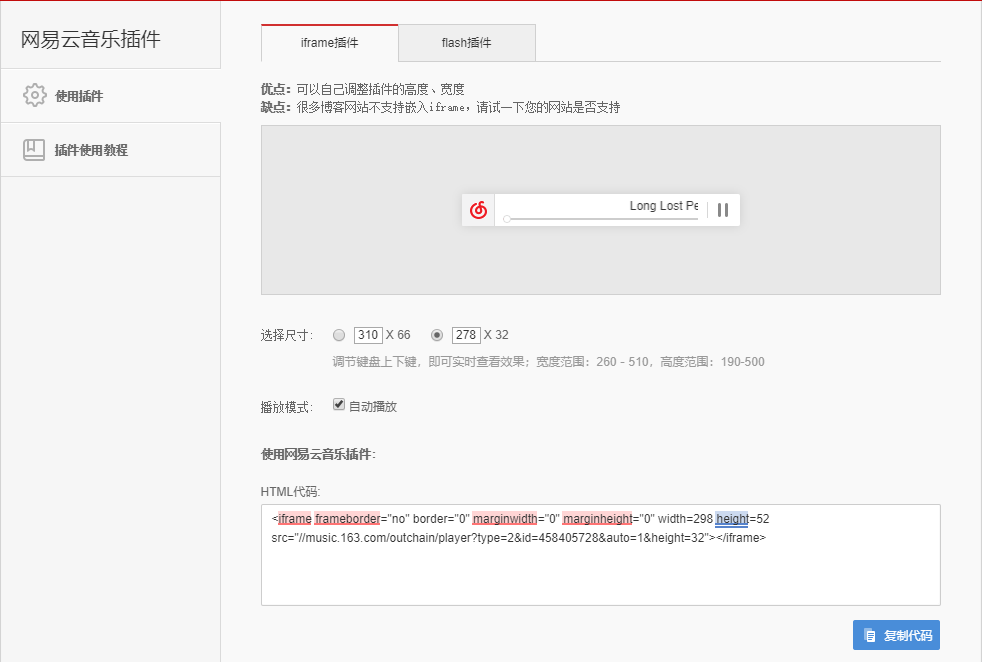 网易云音乐插件
使用插件
插件使用教程
iframe插件
flash插件
优点：可以自己调整插件的高度、宽度
缺点：很多博客网站不支持嵌入iframe，请试一下您的网站是否支持
Long Lost Pe
选择尺寸： 310 X 66 278 X 32
调节键盘上下键，即可实时查看效果；宽度范围：260 - 510，高度范围：190-500
播放模式： 自动播放
使用网易云音乐插件：
HTML代码:
<iframe frameborder="no" border="0" marginwidth="0" marginheight="0" width=298 height=52
src="//music.163.com/outchain/player?type=2&id=458405728&auto=1&height=32"></iframe>
复制代码